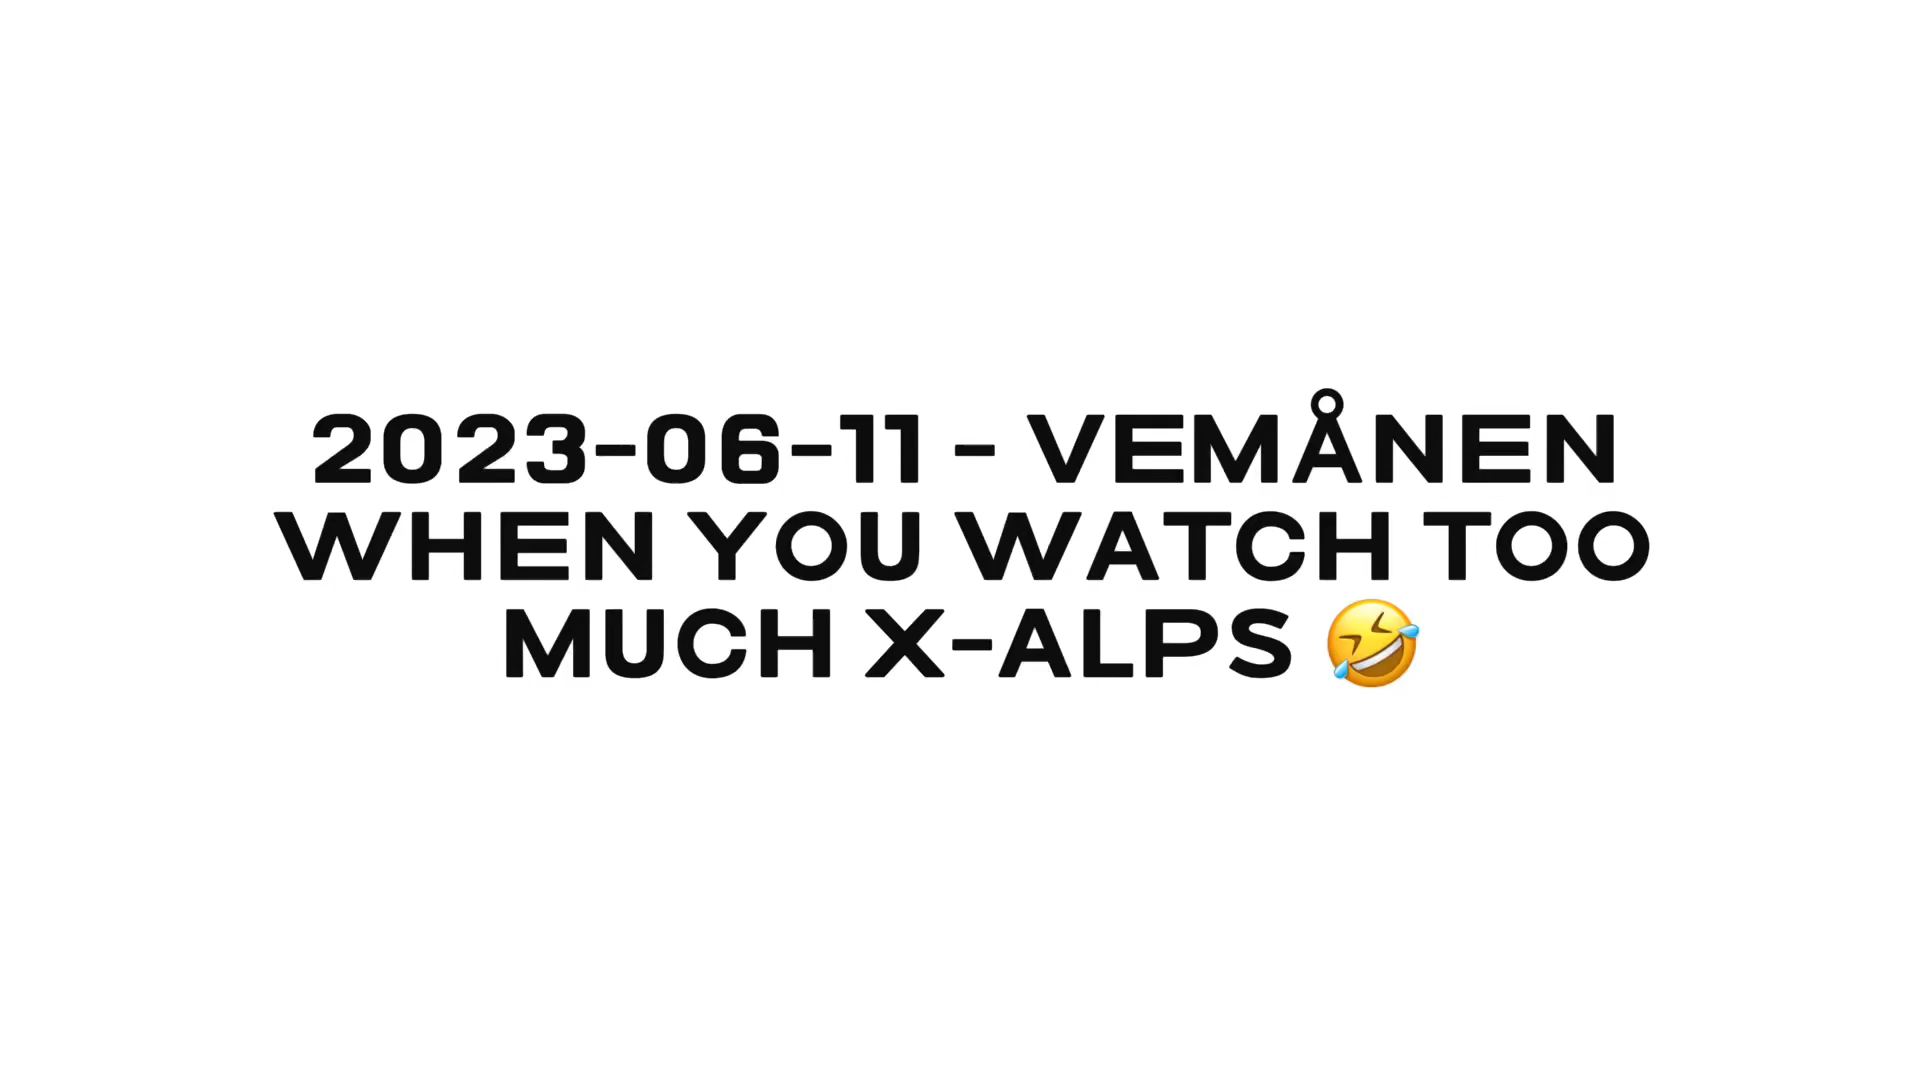 2023-06-11 - VEMÅNEN
WHEN YOU WATCH TOO
MUCH X-ALPS 🤣